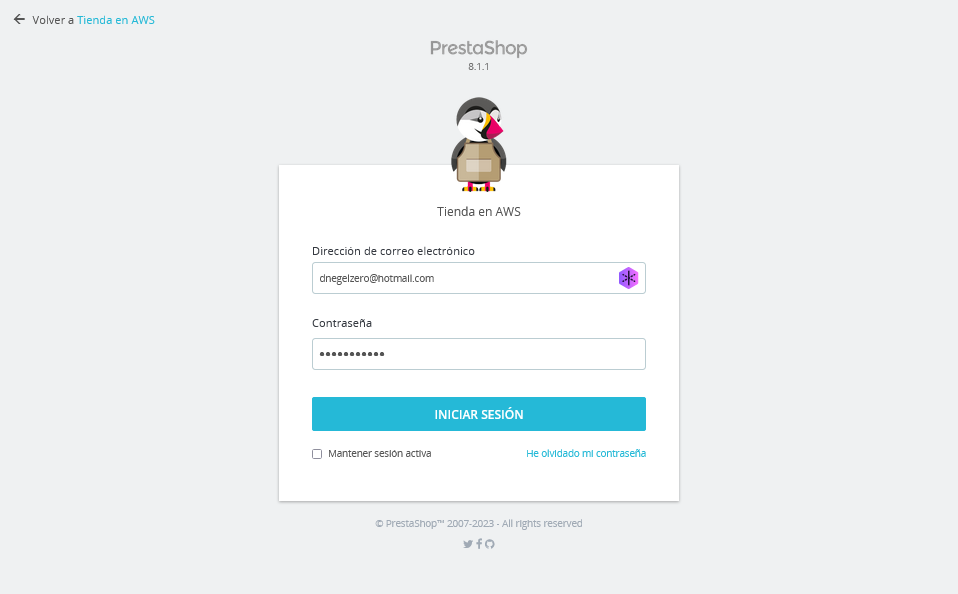 Volver a Tienda en AWS
PrestaShop
8.1.1
Tienda en AWS
Dirección de correo electrónico
dnegelzero@hotmail.com
Contraseña
•••••••••••
INICIAR SESIÓN
Mantener sesión activa
He olvidado mi contraseña
© PrestaShop™ 2007-2023 - All rights reserved